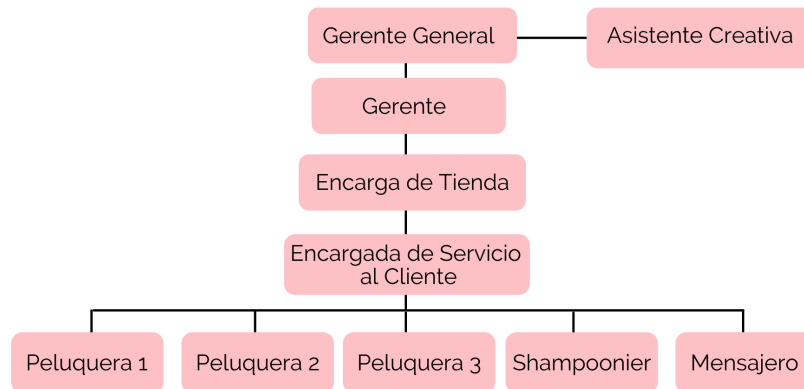 Gerente General
Asistente Creativa
Gerente
Encarga de Tienda
Encargada de Servicio
al Cliente
Peluquera 1
Peluquera 2
Peluquera 3
Shampoonier
Mensajero